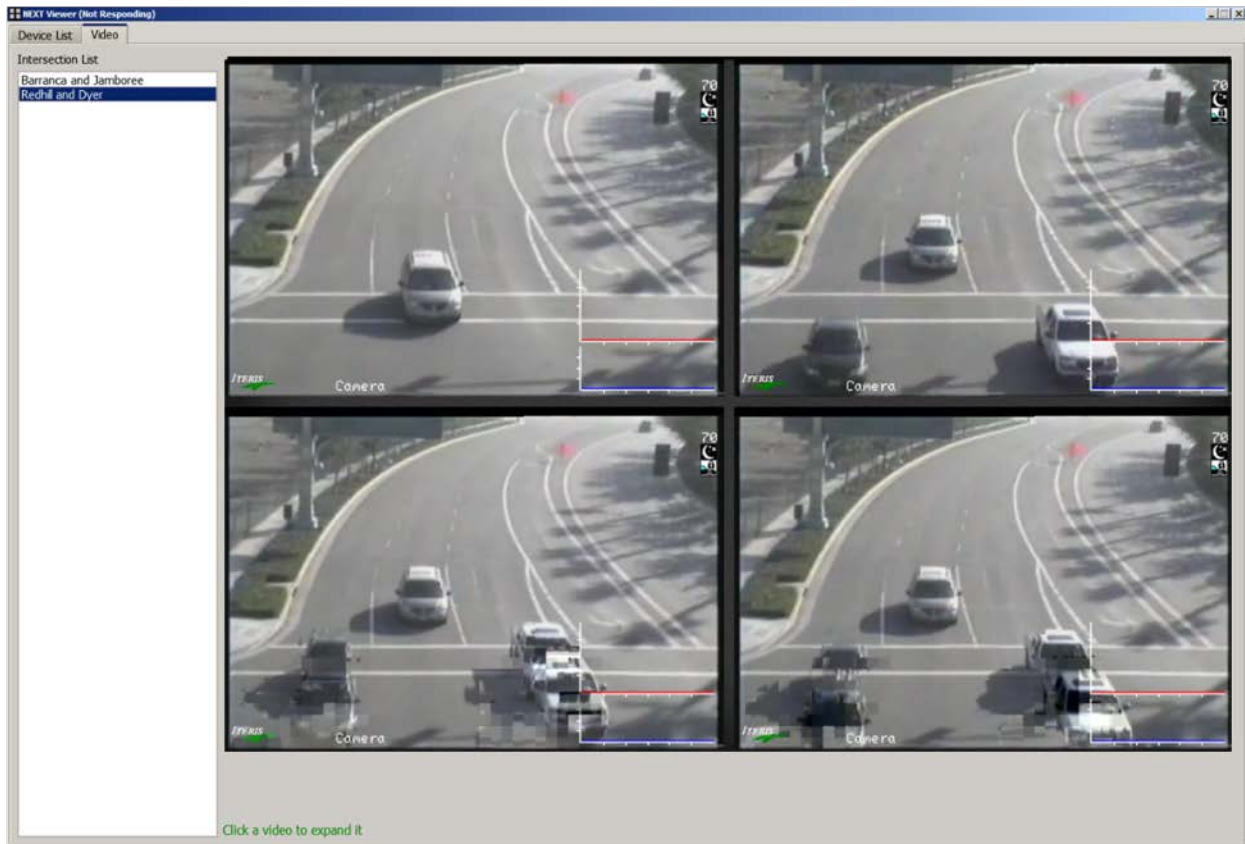 NEXT Viewer (Not Responding)
Device List
Video
Intersection List
Barranca and Jamboree
Redhill and Dyer
70
ITERIS
Camera
70
ITERIS
Camera
70
ITERIS
Camera
70
ITERIS
Camera
Click a video to expand it